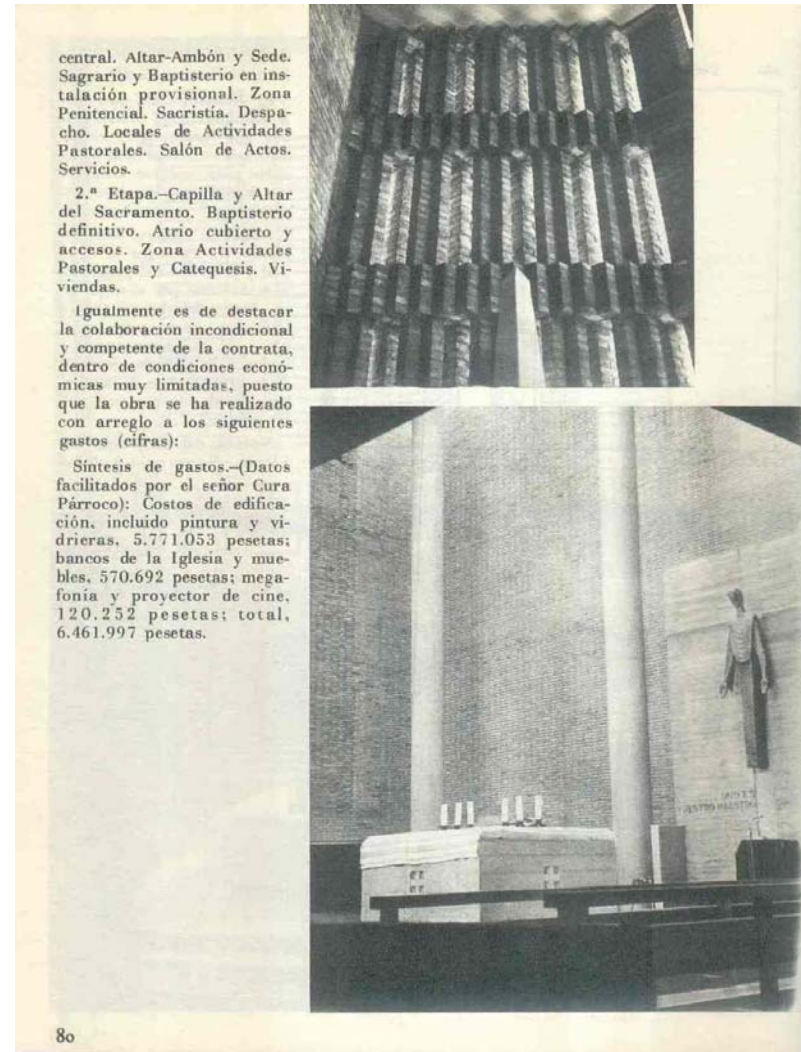 central. Altar-Ambón y Sede.
Sagrario y Baptisterio en ins-
talación provisional. Zona
Penitencial. Sacristía. Despa-
cho. Locales de Actividades
Pastorales. Salón de Actos.
Servicios.
2.ª Etapa.—Capilla y Altar
del Sacramento. Baptisterio
definitivo. Atrio cubierto y
accesos. Zona Actividades
Pastorales y Catequesis. Vi-
viendas.
Igualmente es de destacar
la colaboración incondicional
y competente de la contrata,
dentro de condiciones econó-
micas muy limitadas, puesto
que la obra se ha realizado
con arreglo a los siguientes
gastos (cifras):
Síntesis de gastos.—(Datos
facilitados por el señor Cura
Párroco): Costos de edifica-
ción, incluido pintura y vi-
drieras, 5.771.053 pesetas;
bancos de la Iglesia y mue-
bles, 570.692 pesetas; mega-
fonía y proyector de cine,
120.252 pesetas; total,
6.461.997 pesetas.
80